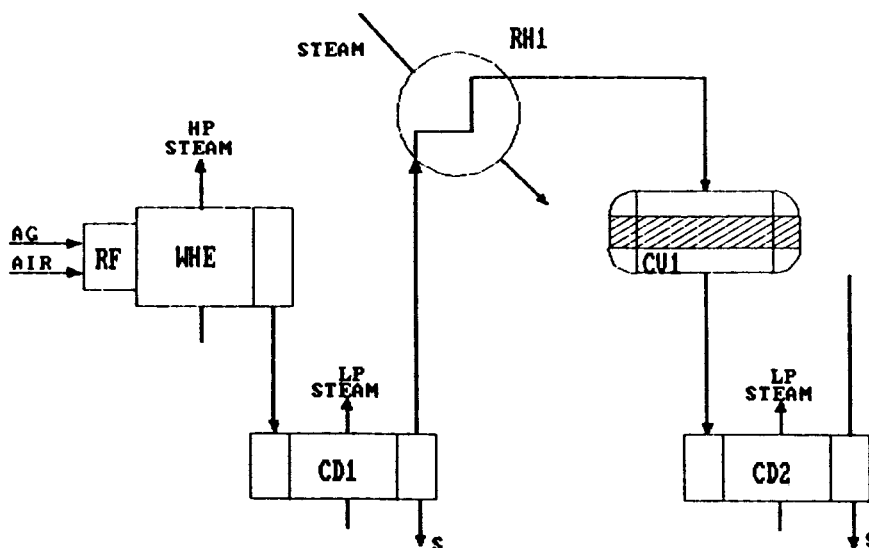 STEAM
RH1
HP
STEAM
AG
AIR
RF
WHE
CV1
LP
STEAM
CD1
S
LP
STEAM
CD2
S